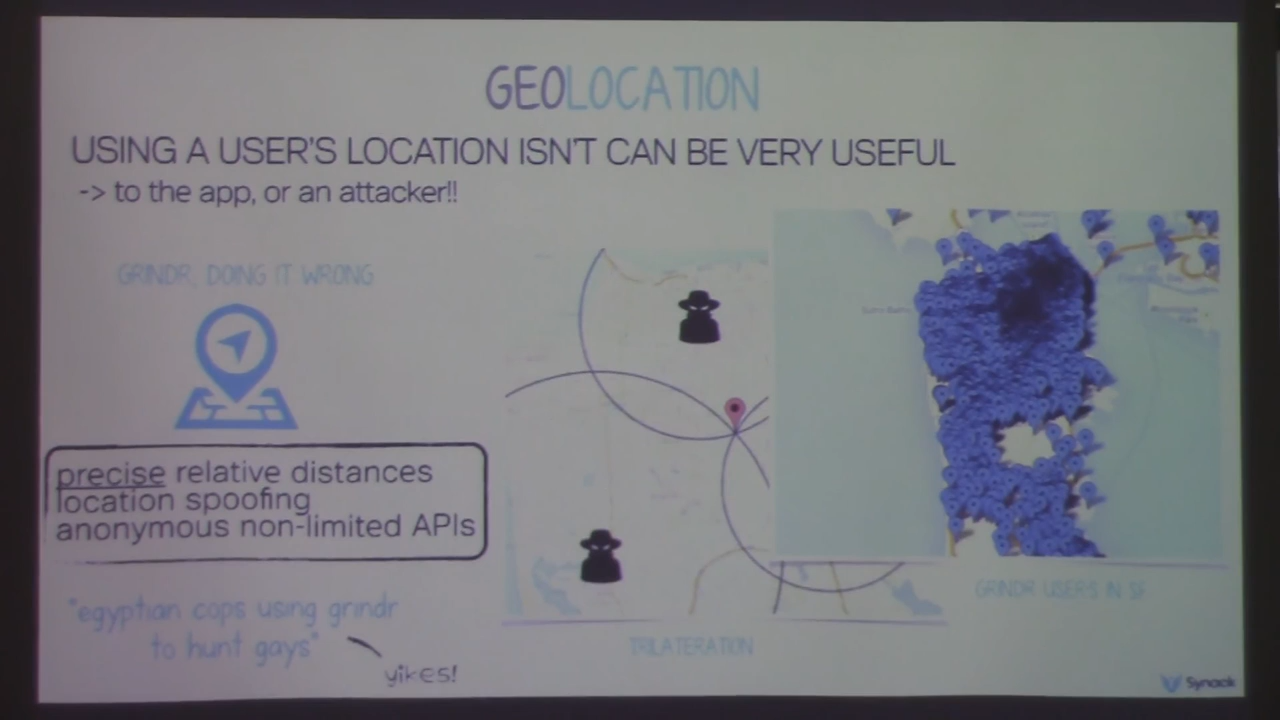 GEOLOCATION
USING A USER'S LOCATION ISN'T CAN BE VERY USEFUL
-> to the app, or an attacker!!
GRINDR, DOING IT WRONG
precise relative distances
location spoofing
anonymous non-limited APIs
"egyptian cops using grindr
to hunt gays"
yikes!
TRILATERATION
GRINDR USERS IN SF
Synack